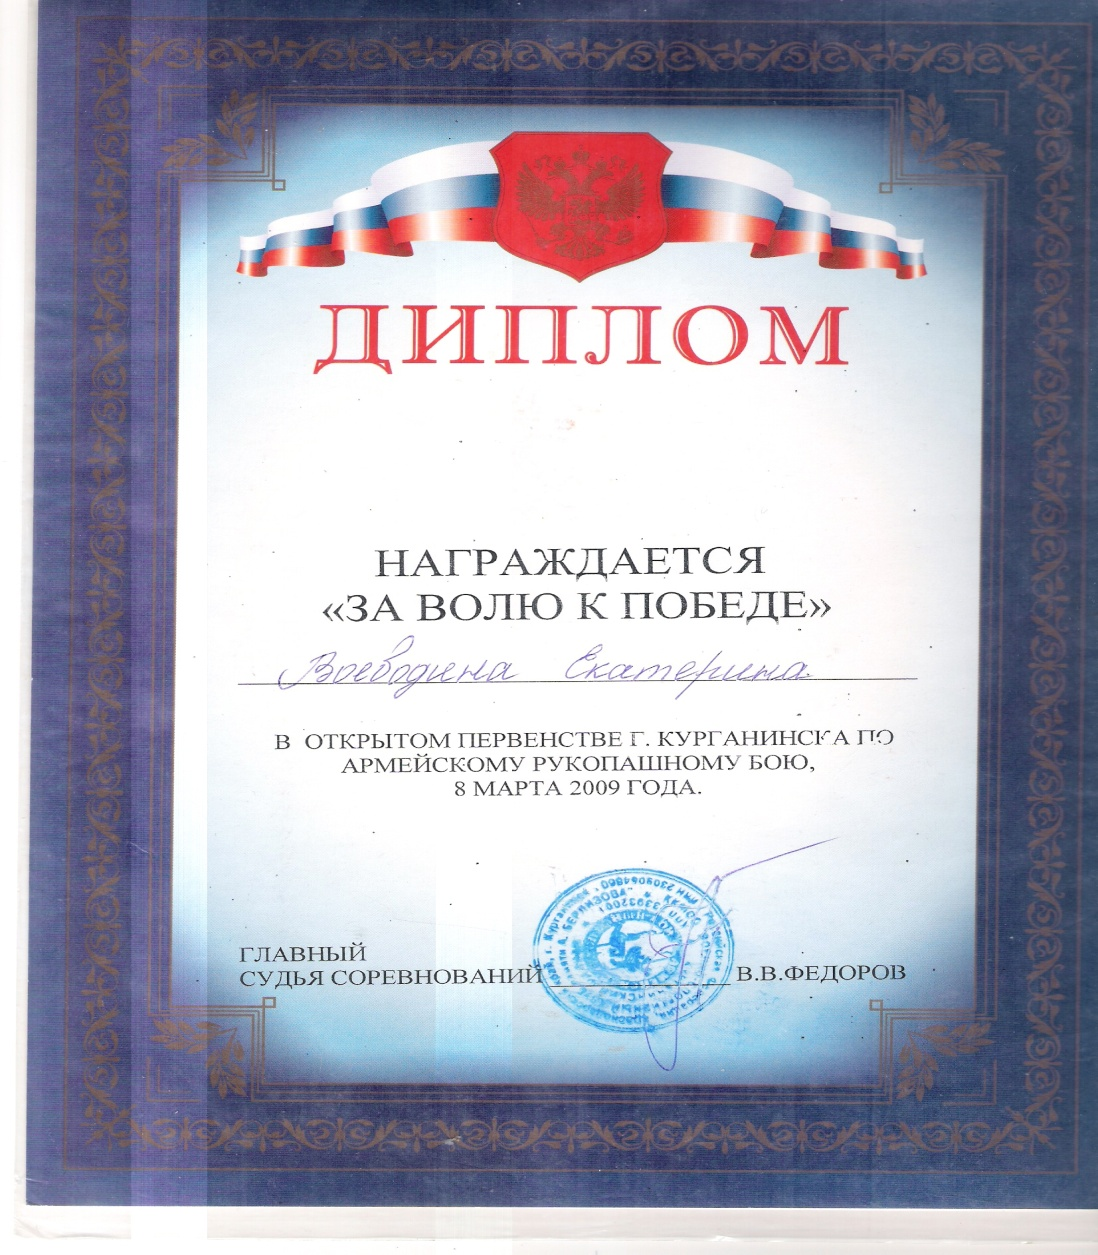 ДИПЛОМ
НАГРАЖДАЕТСЯ
«ЗА ВОЛЮ К ПОБЕДЕ»
Воеводина Екатерина
В ОТКРЫТОМ ПЕРВЕНСТВЕ Г. КУРГАНИНСКА ПО
АРМЕЙСКОМУ РУКОПАШНОМУ БОЮ,
8 МАРТА 2009 ГОДА.
ГЛАВНЫЙ
СУДЬЯ СОРЕВНОВАНИЙ В.В.ФЕДОРОВ